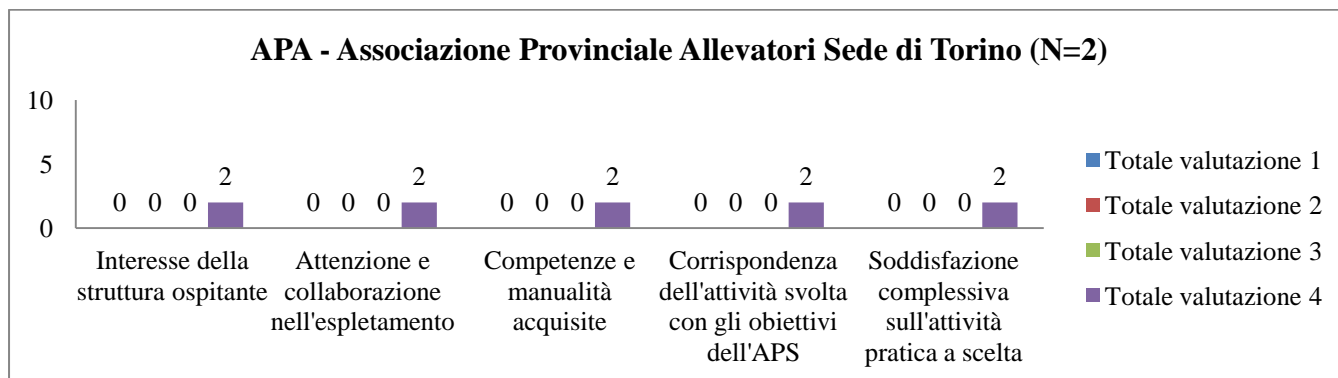 APA - Associazione Provinciale Allevatori Sede di Torino (N=2)
10
5
0
0 0 0 2
0 0 0 2
0 0 0 2
0 0 0 2
0 0 0 2
Interesse della
struttura ospitante
Attenzione e
collaborazione
nell'espletamento
Competenze e
manualità
acquisite
Corrispondenza
dell'attività svolta
con gli obiettivi
dell'APS
Soddisfazione
complessiva
sull'attività
pratica a scelta
Totale valutazione 1
Totale valutazione 2
Totale valutazione 3
Totale valutazione 4